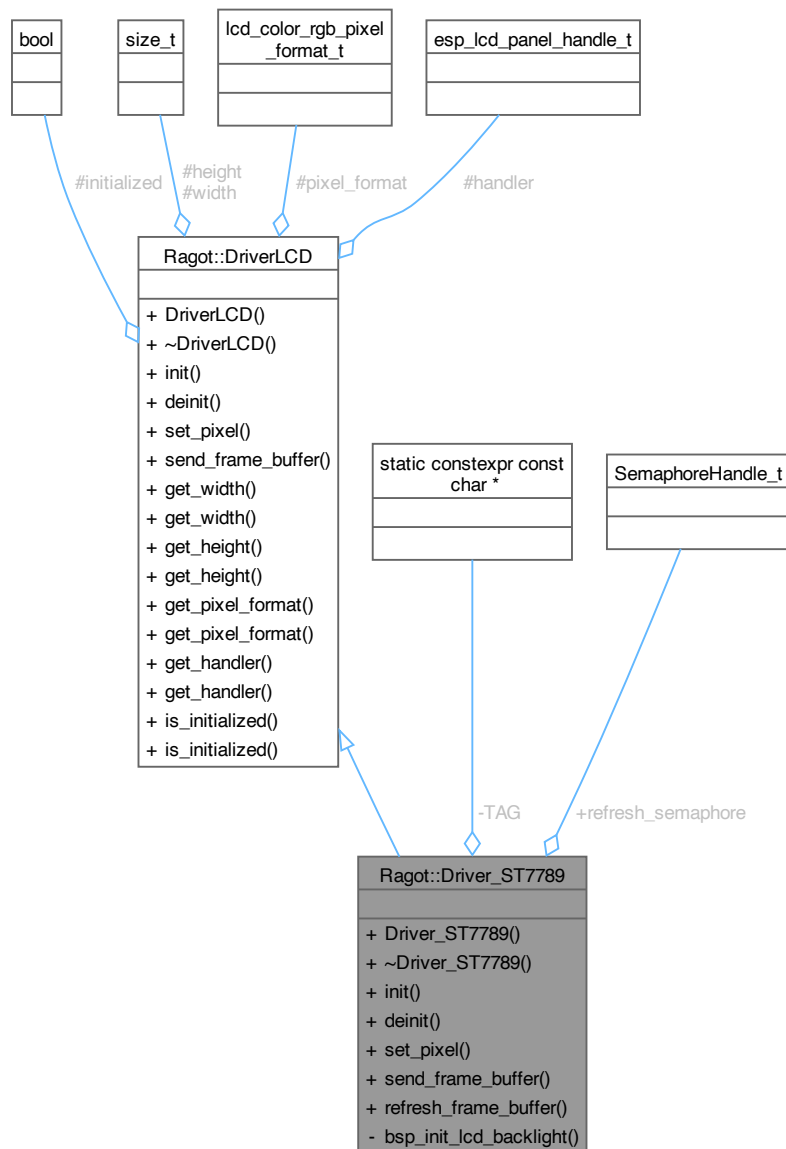 bool
size_t
lcd_color_rgb_pixel
_format_t
esp_lcd_panel_handle_t
#initialized
#height
#width
#pixel_format
#handler
Ragot::DriverLCD
+ DriverLCD()
+ ~DriverLCD()
+ init()
+ deinit()
+ set_pixel()
+ send_frame_buffer()
+ get_width()
+ get_width()
+ get_height()
+ get_height()
+ get_pixel_format()
+ get_pixel_format()
+ get_handler()
+ get_handler()
+ is_initialized()
+ is_initialized()
static constexpr const
char *
SemaphoreHandle_t
-TAG
+refresh_semaphore
Ragot::Driver_ST7789
+ Driver_ST7789()
+ ~Driver_ST7789()
+ init()
+ deinit()
+ set_pixel()
+ send_frame_buffer()
+ refresh_frame_buffer()
- bsp_init_lcd_backlight()